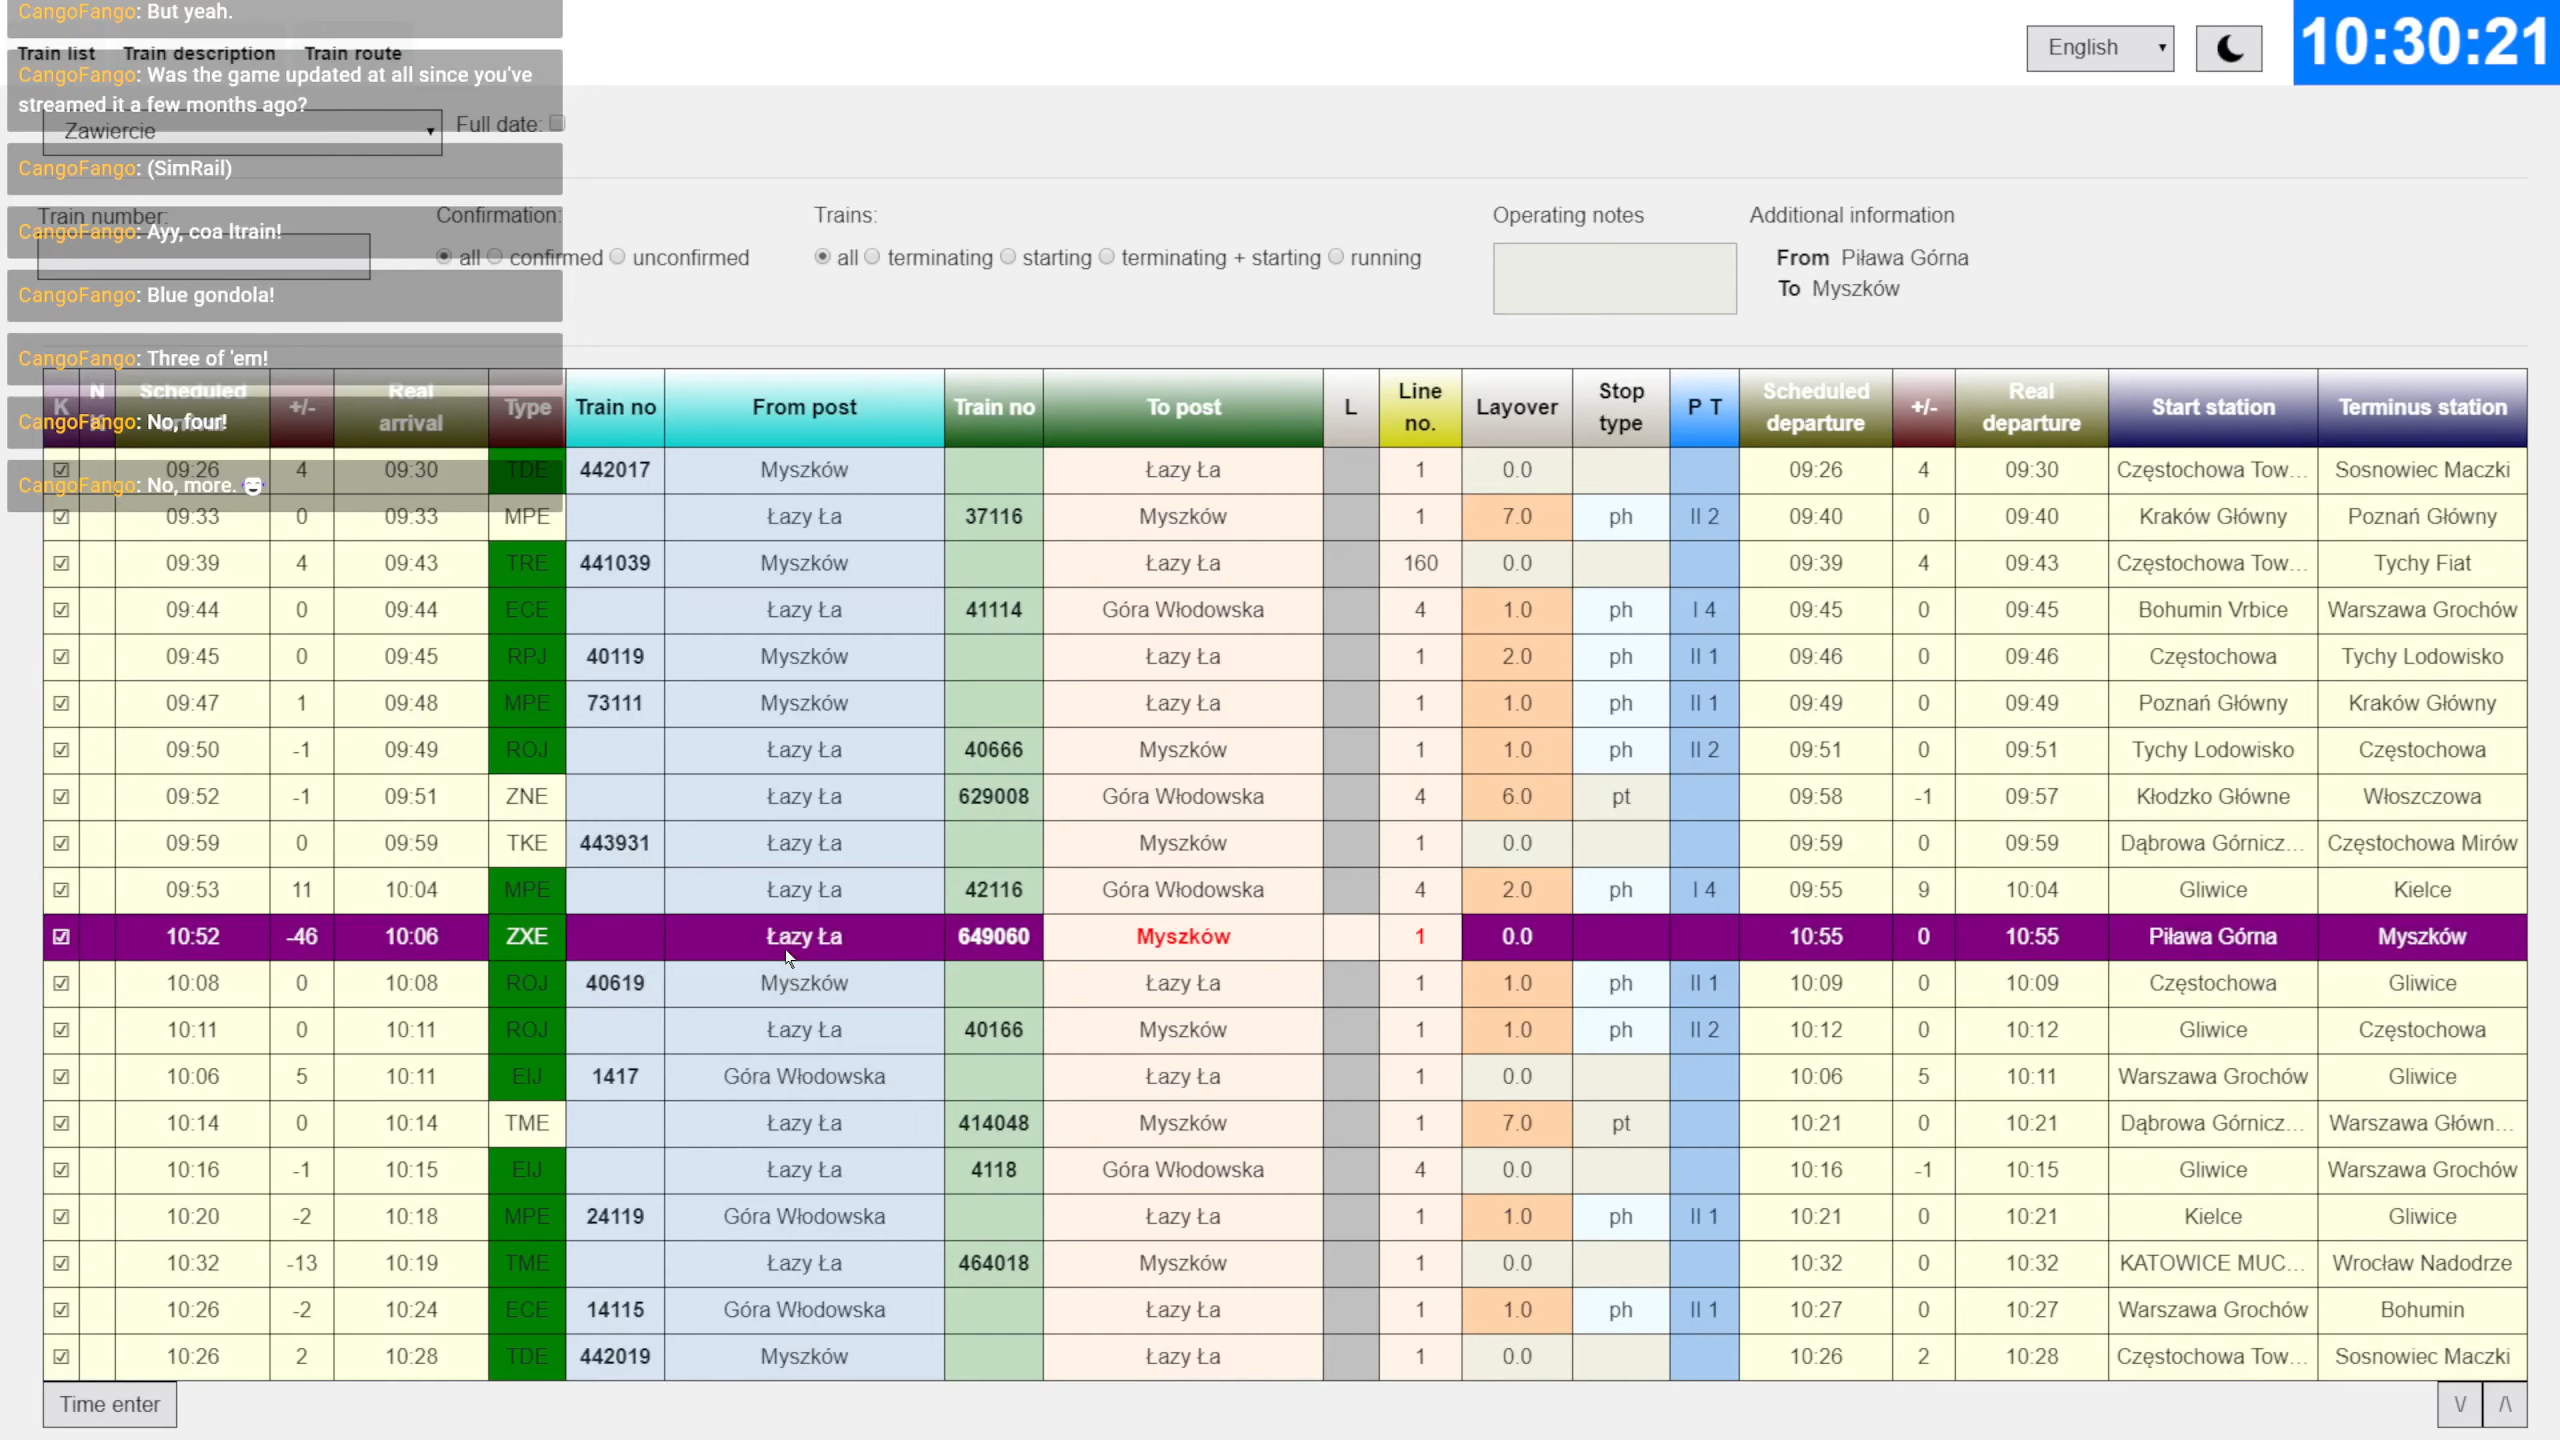 CangoFango: But yeah.
Train list Train description Train route
English
10:30:21
CangoFango: Was the game updated at all since you've
streamed it a few months ago?
Zawiercie
Full date:
CangoFango: (SimRail)
Train number:
Confirmation:
Trains:
Operating notes
Additional information
CangoFango: Ayy, coa ltrain!
all confirmed unconfirmed
all terminating starting terminating + starting running
From Piława Górna
To Myszków
CangoFango: Blue gondola!
CangoFango: Three of 'em!
K N K Scheduled arrival +/- Real arrival Type Train no From post Train no To post L Line no. Layover Stop type P T Scheduled departure +/- Real departure Start station Terminus station
CangoFango: No, four!
09:26 4 09:30 TDE 442017 Myszków Łazy Ła 1 0.0 09:26 4 09:30 Częstochowa Tow... Sosnowiec Maczki
CangoFango: No, more.
09:33 0 09:33 MPE Łazy Ła 37116 Myszków 1 7.0 ph II 2 09:40 0 09:40 Kraków Główny Poznań Główny
09:39 4 09:43 TRE 441039 Myszków Łazy Ła 160 0.0 09:39 4 09:43 Częstochowa Tow... Tychy Fiat
09:44 0 09:44 ECE Łazy Ła 41114 Góra Włodowska 4 1.0 ph I 4 09:45 0 09:45 Bohumin Vrbice Warszawa Grochów
09:45 0 09:45 RPJ 40119 Myszków Łazy Ła 1 2.0 ph II 1 09:46 0 09:46 Częstochowa Tychy Lodowisko
09:47 1 09:48 MPE 73111 Myszków Łazy Ła 1 1.0 ph II 1 09:49 0 09:49 Poznań Główny Kraków Główny
09:50 -1 09:49 ROJ Łazy Ła 40666 Myszków 1 1.0 ph II 2 09:51 0 09:51 Tychy Lodowisko Częstochowa
09:52 -1 09:51 ZNE Łazy Ła 629008 Góra Włodowska 4 6.0 pt 09:58 -1 09:57 Kłodzko Główne Włoszczowa
09:59 0 09:59 TKE 443931 Łazy Ła Myszków 1 0.0 09:59 0 09:59 Dąbrowa Górnicz... Częstochowa Mirów
09:53 11 10:04 MPE Łazy Ła 42116 Góra Włodowska 4 2.0 ph I 4 09:55 9 10:04 Gliwice Kielce
10:52 -46 10:06 ZXE Łazy Ła 649060 Myszków 1 0.0 10:55 0 10:55 Piława Górna Myszków
10:08 0 10:08 ROJ 40619 Myszków Łazy Ła 1 1.0 ph II 1 10:09 0 10:09 Częstochowa Gliwice
10:11 0 10:11 ROJ Łazy Ła 40166 Myszków 1 1.0 ph II 2 10:12 0 10:12 Gliwice Częstochowa
10:06 5 10:11 EIJ 1417 Góra Włodowska Łazy Ła 1 0.0 10:06 5 10:11 Warszawa Grochów Gliwice
10:14 0 10:14 TME Łazy Ła 414048 Myszków 1 7.0 pt 10:21 0 10:21 Dąbrowa Górnicz... Warszawa Główn...
10:16 -1 10:15 EIJ Łazy Ła 4118 Góra Włodowska 4 0.0 10:16 -1 10:15 Gliwice Warszawa Grochów
10:20 -2 10:18 MPE 24119 Góra Włodowska Łazy Ła 1 1.0 ph II 1 10:21 0 10:21 Kielce Gliwice
10:32 -13 10:19 TME Łazy Ła 464018 Myszków 1 0.0 10:32 0 10:32 KATOWICE MUC... Wrocław Nadodrze
10:26 -2 10:24 ECE 14115 Góra Włodowska Łazy Ła 1 1.0 ph II 1 10:27 0 10:27 Warszawa Grochów Bohumin
10:26 2 10:28 TDE 442019 Myszków Łazy Ła 1 0.0 10:26 2 10:28 Częstochowa Tow... Sosnowiec Maczki
Time enter
\/ /\